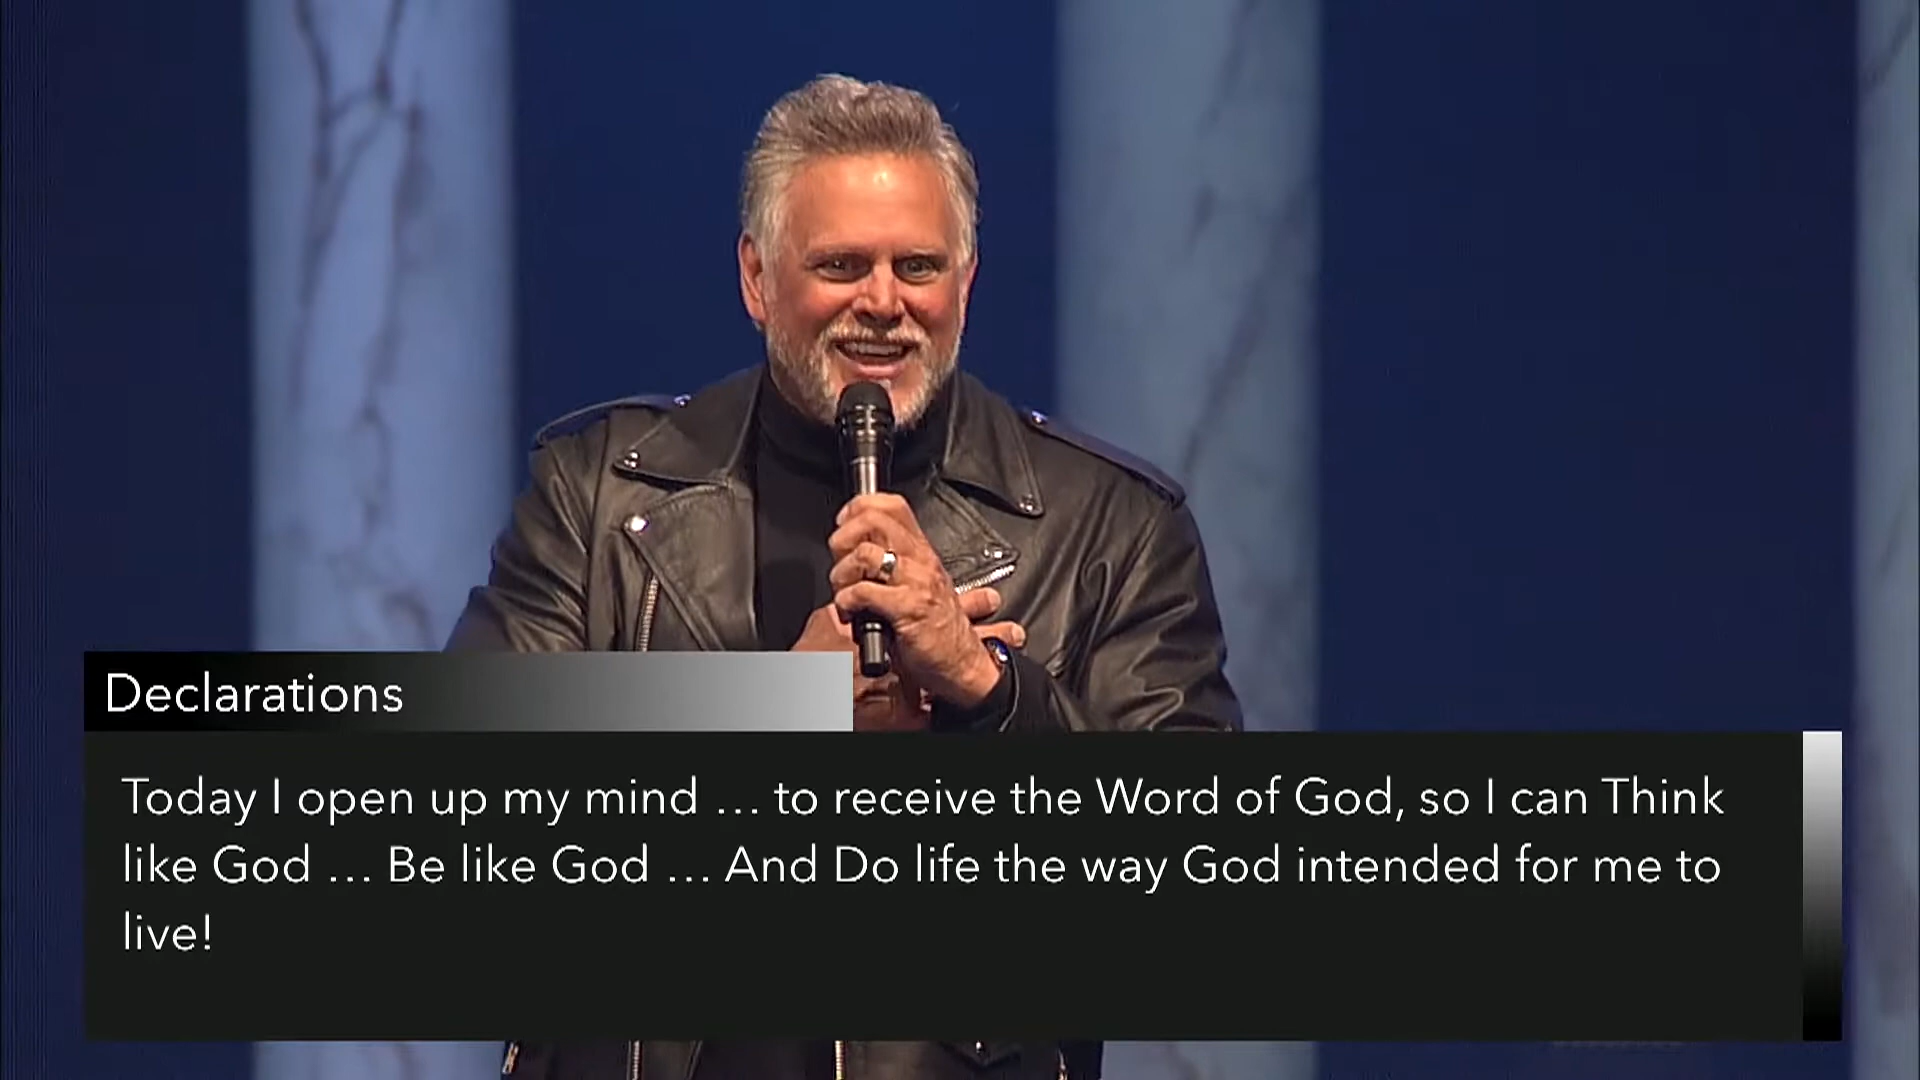 Declarations
Today I open up my mind ... to receive the Word of God, so I can Think
like God ... Be like God ... And Do life the way God intended for me to
live!